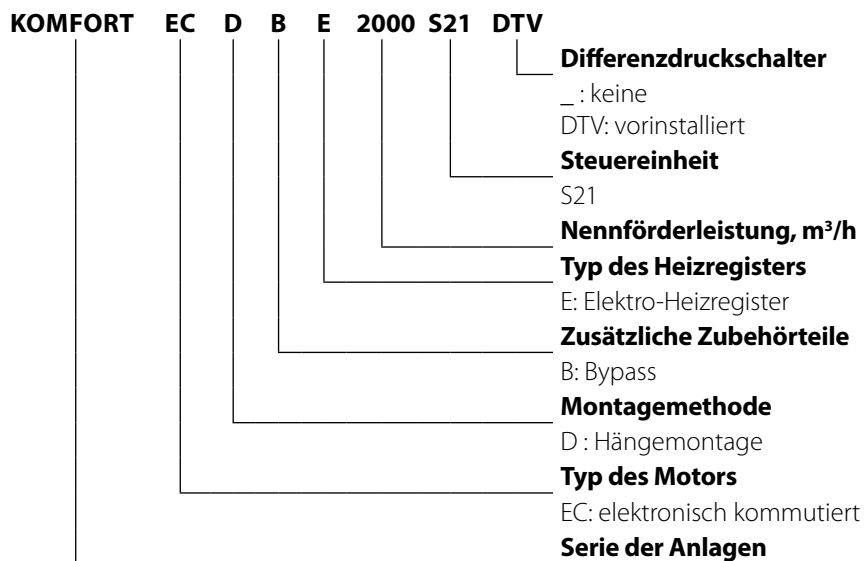 KOMFORT EC D B E 2000 S21 DTV
Differenzdruckschalter
_ : keine
DTV: vorinstalliert
Steuereinheit
S21
Nennförderleistung, m³/h
Typ des Heizregisters
E: Elektro-Heizregister
Zusätzliche Zubehörteile
B: Bypass
Montagemethode
D : Hängemontage
Typ des Motors
EC: elektronisch kommutiert
Serie der Anlagen